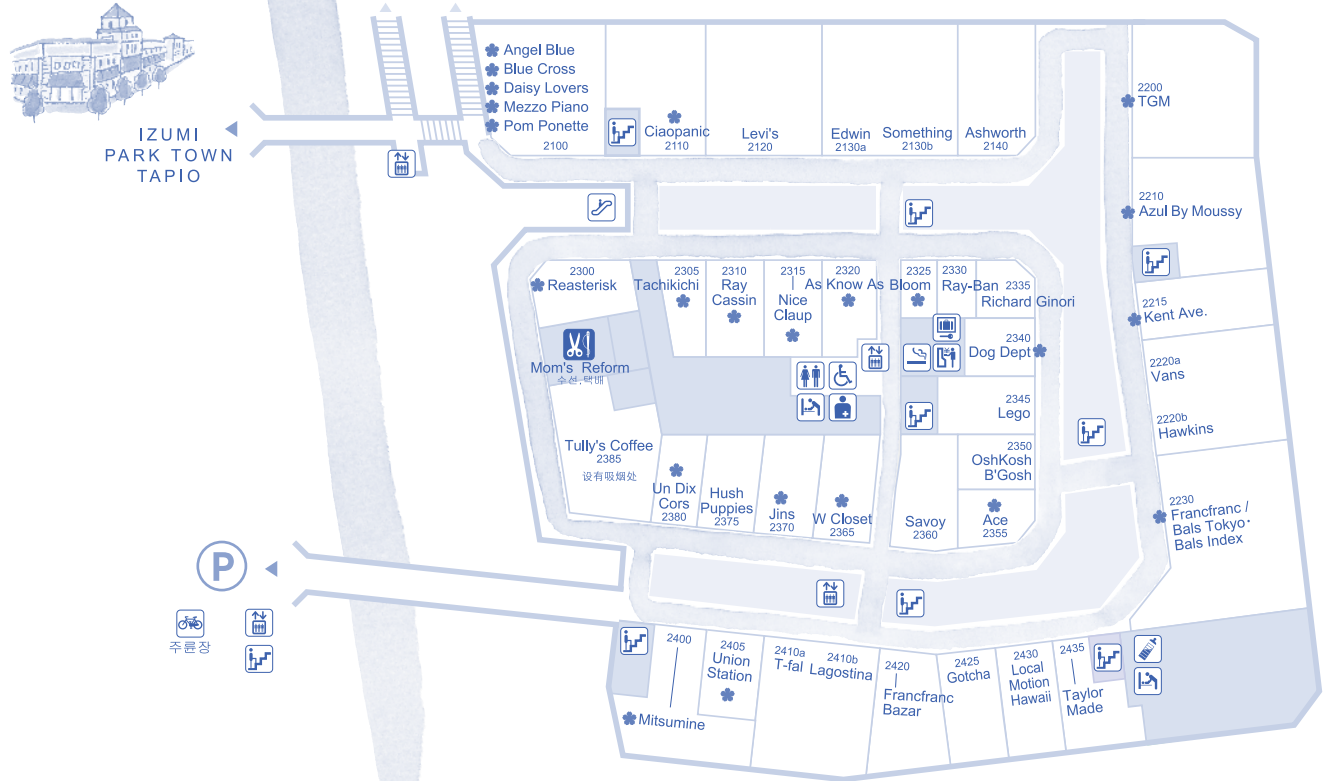 IZUMI
PARK TOWN
TAPIO
Angel Blue
Blue Cross
Daisy Lovers
Mezzo Piano
Pom Ponette
2100
Ciaopanic
2110
Levi's
2120
Edwin
2130a
Something
2130b
Ashworth
2140
2200
TGM
2210
Azul By Moussy
2215
Kent Ave.
2220a
Vans
2220b
Hawkins
2230
Francfranc /
Bals Tokyo･
Bals Index
2300
Reasterisk
2305
Tachikichi
2310
Ray
Cassin
2315
Nice
Claup
2320
As Know As
2325
Bloom
2330
Ray-Ban
2335
Richard Ginori
2340
Dog Dept
2345
Lego
2350
OshKosh
B'Gosh
Ace
2355
Savoy
2360
W Closet
2365
Jins
2370
Hush
Puppies
2375
Un Dix
Cors
2380
Tully's Coffee
2385
设有吸烟处
Mom's Reform
수선.택배
P
주륜장
2400
Mitsumine
2405
Union
Station
2410a
T-fal
2410b
Lagostina
2420
Francfranc
Bazar
2425
Gotcha
2430
Local
Motion
Hawaii
2435
Taylor
Made